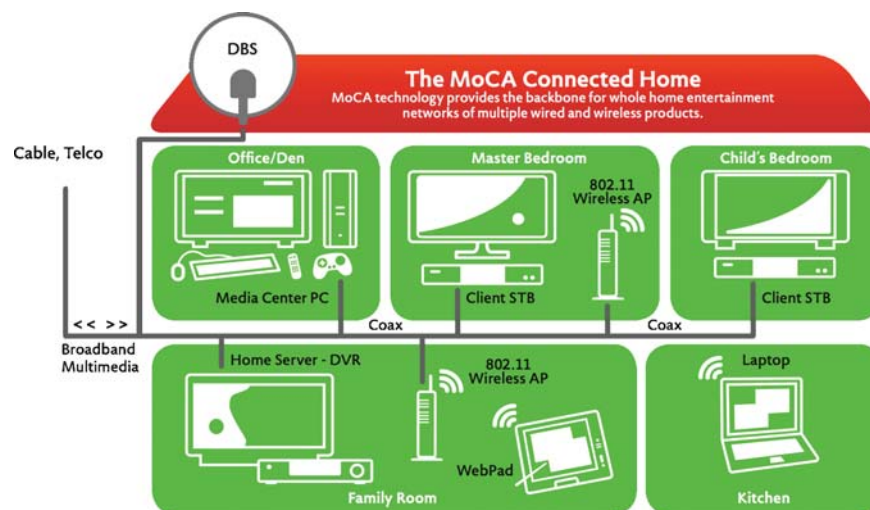 DBS
The MoCA Connected Home
MoCA technology provides the backbone for whole home entertainment
networks of multiple wired and wireless products.
Cable, Telco
Office/Den
Master Bedroom
Child's Bedroom
802.11
Wireless AP
Media Center PC
Client STB
Client STB
<< >>
Coax
Coax
Broadband
Multimedia
Home Server - DVR
802.11
Wireless AP
Laptop
WebPad
Family Room
Kitchen